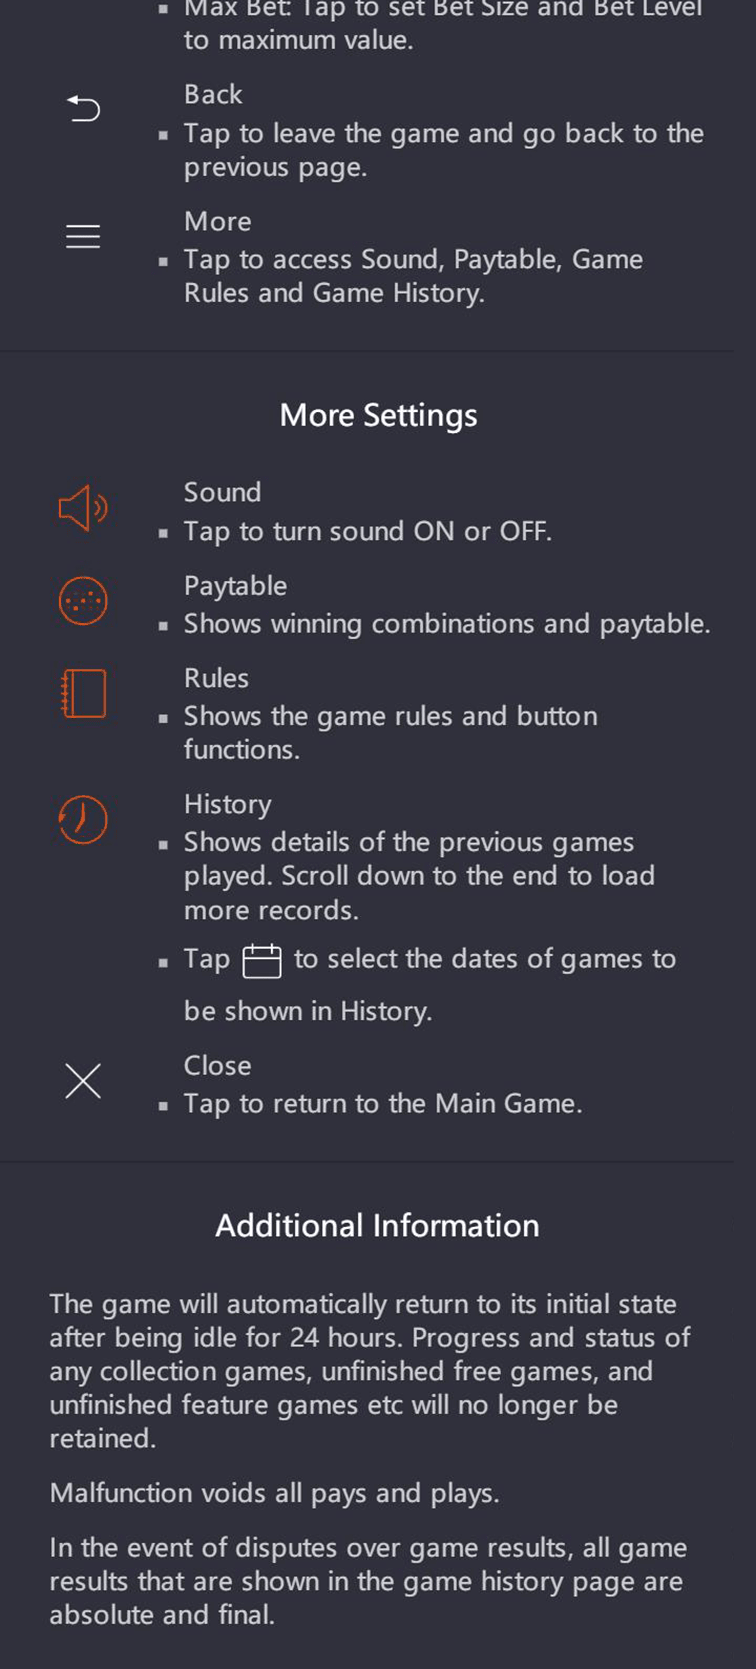 ▪ Max Bet: Tap to set Bet Size and Bet Level
to maximum value.
Back
▪ Tap to leave the game and go back to the
previous page.
More
▪ Tap to access Sound, Paytable, Game
Rules and Game History.
More Settings
Sound
▪ Tap to turn sound ON or OFF.
Paytable
▪ Shows winning combinations and paytable.
Rules
▪ Shows the game rules and button
functions.
History
▪ Shows details of the previous games
played. Scroll down to the end to load
more records.
▪ Tap to select the dates of games to
be shown in History.
Close
▪ Tap to return to the Main Game.
Additional Information
The game will automatically return to its initial state
after being idle for 24 hours. Progress and status of
any collection games, unfinished free games, and
unfinished feature games etc will no longer be
retained.
Malfunction voids all pays and plays.
In the event of disputes over game results, all game
results that are shown in the game history page are
absolute and final.